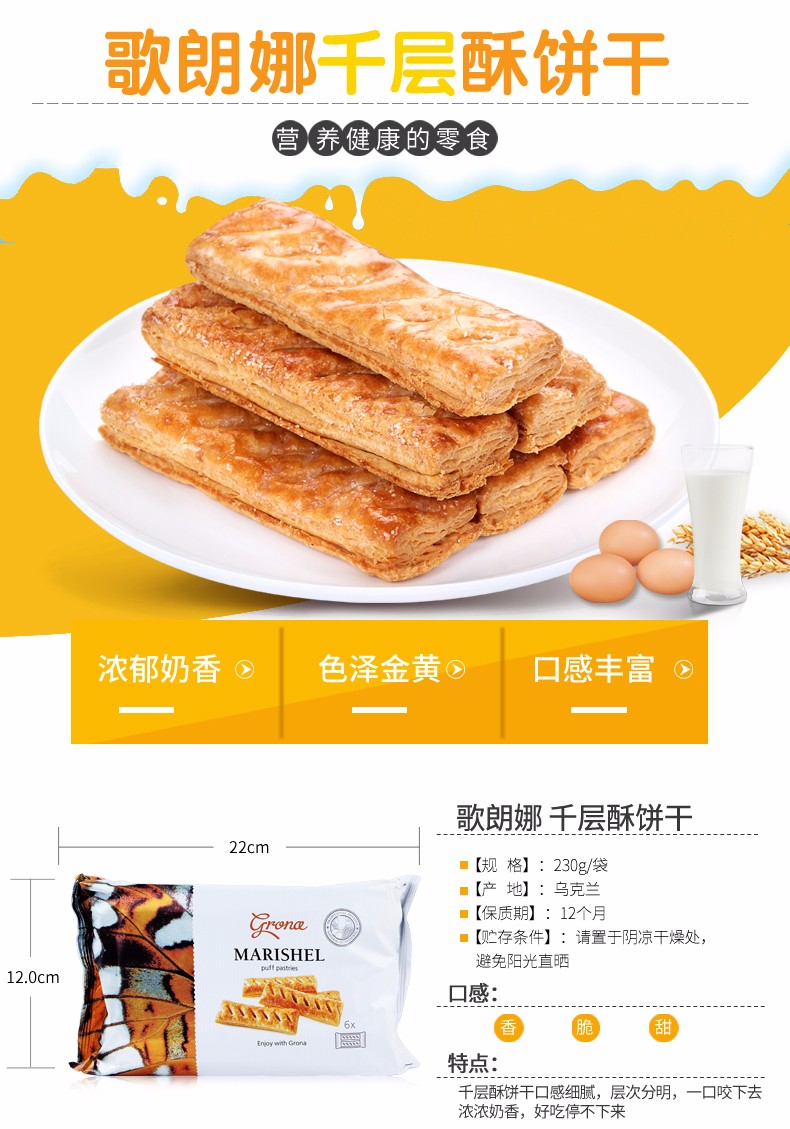 歌朗娜千层酥饼干
营养健康的零食
浓郁奶香
色泽金黄
口感丰富
22cm
12.0cm
Grona
MARISHEL
puff pastries
6x
Enjoy with Grona
歌朗娜 千层酥饼干
【规 格】：230g/袋
【产 地】：乌克兰
【保质期】：12个月
【贮存条件】：请置于阴凉干燥处，
避免阳光直晒
口感：
香 脆 甜
特点：
千层酥饼干口感细腻，层次分明，一口咬下去
浓浓奶香，好吃停不下来